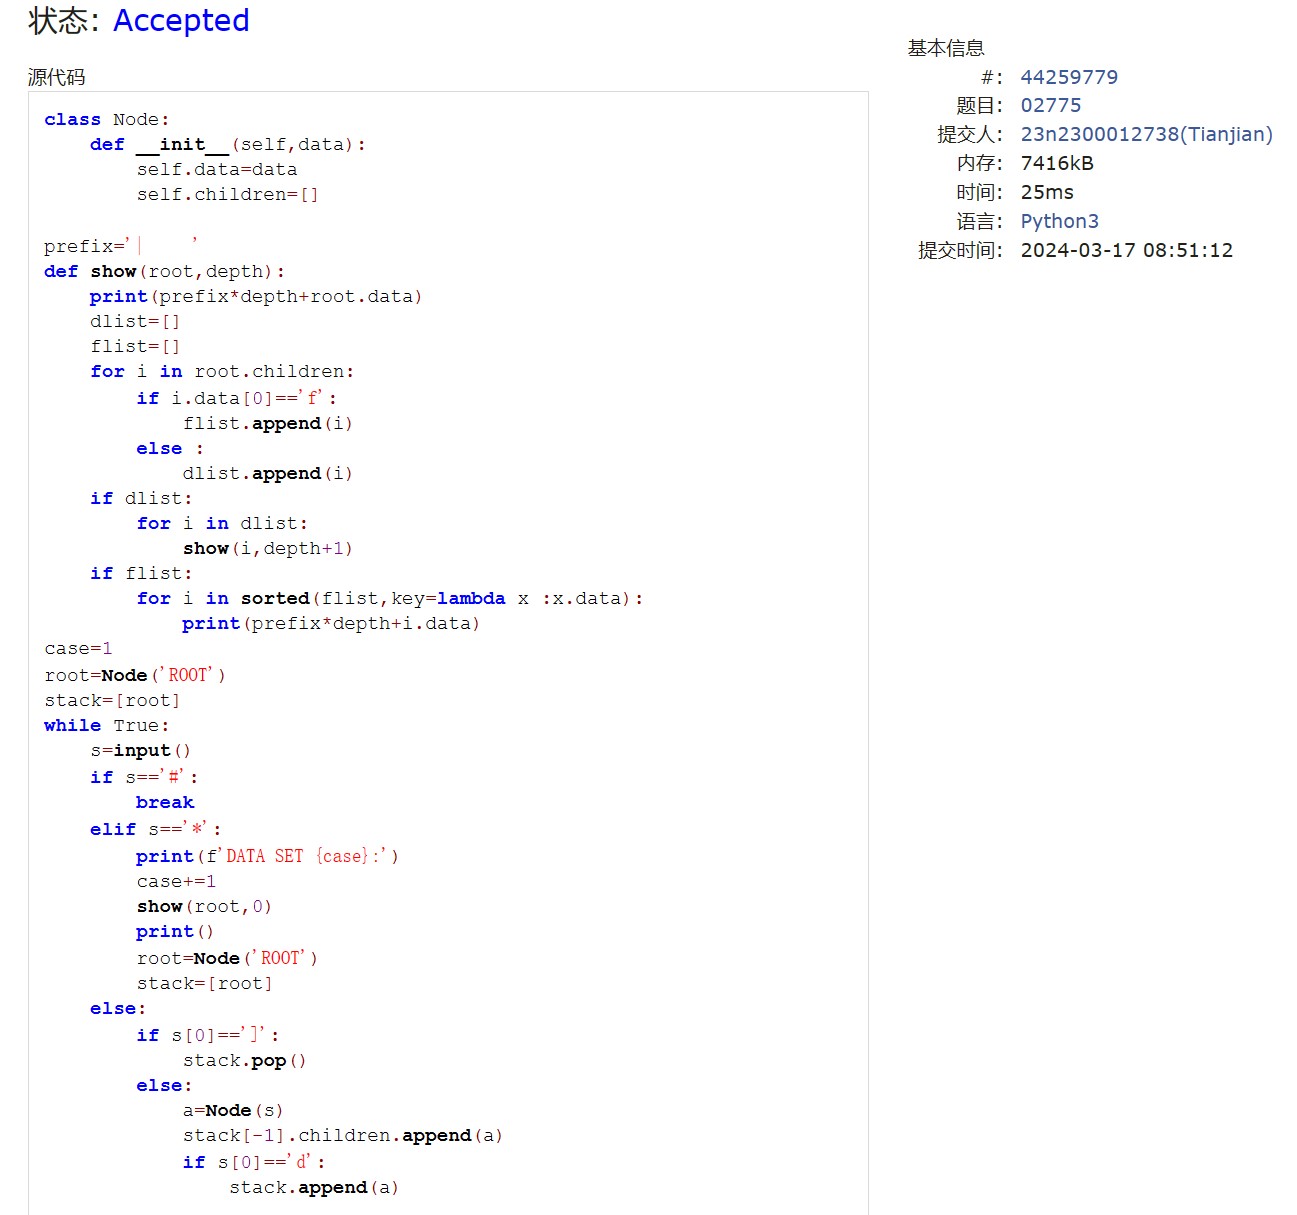 状态: Accepted
源代码
class Node:
    def __init__(self,data):
        self.data=data
        self.children=[]

prefix='|     '
def show(root,depth):
    print(prefix*depth+root.data)
    dlist=[]
    flist=[]
    for i in root.children:
        if i.data[0]=='f':
            flist.append(i)
        else :
            dlist.append(i)
    if dlist:
        for i in dlist:
            show(i,depth+1)
    if flist:
        for i in sorted(flist,key=lambda x :x.data):
            print(prefix*depth+i.data)
case=1
root=Node('ROOT')
stack=[root]
while True:
    s=input()
    if s=='#':
        break
    elif s=='*':
        print(f'DATA SET {case}:')
        case+=1
        show(root,0)
        print()
        root=Node('ROOT')
        stack=[root]
    else:
        if s[0]==']':
            stack.pop()
        else:
            a=Node(s)
            stack[-1].children.append(a)
            if s[0]=='d':
                stack.append(a)
基本信息
#: 44259779
题目: 02775
提交人: 23n2300012738(Tianjian)
内存: 7416kB
时间: 25ms
语言: Python3
提交时间: 2024-03-17 08:51:12